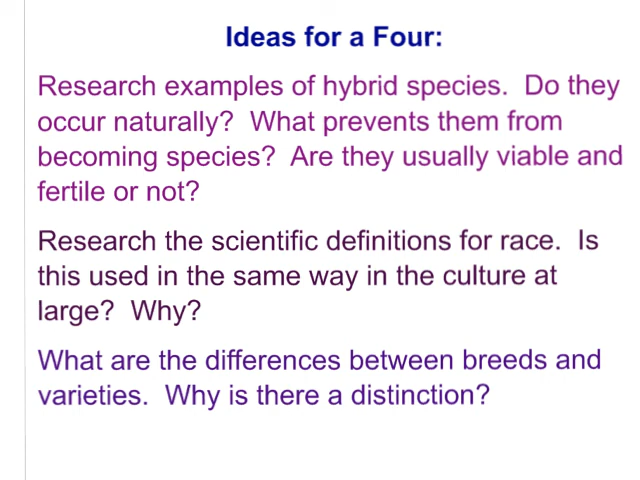 Ideas for a Four:
Research examples of hybrid species.  Do they
occur naturally?  What prevents them from
becoming species?  Are they usually viable and
fertile or not?
Research the scientific definitions for race.  Is
this used in the same way in the culture at
large?  Why?
What are the differences between breeds and
varieties.  Why is there a distinction?